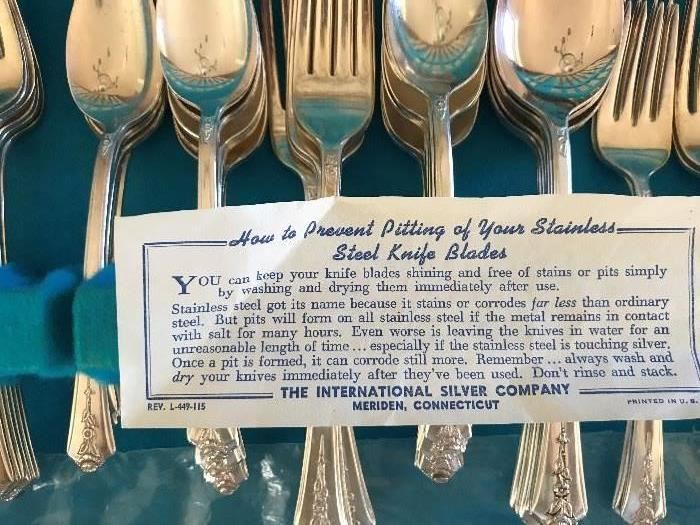 How to Prevent Pitting of Your Stainless
Steel Knife Blades
YOU can keep your knife blades shining and free of stains or pits simply
by washing and drying them immediately after use.
Stainless steel got its name because it stains or corrodes far less than ordinary
steel. But pits will form on all stainless steel if the metal remains in contact
with salt for many hours. Even worse is leaving the knives in water for an
unreasonable length of time... especially if the stainless steel is touching silver.
Once a pit is formed, it can corrode still more. Remember... always wash and
dry your knives immediately after they've been used. Don't rinse and stack.
THE INTERNATIONAL SILVER COMPANY
REV. L-449-115 MERIDEN, CONNECTICUT PRINTED IN U. S.